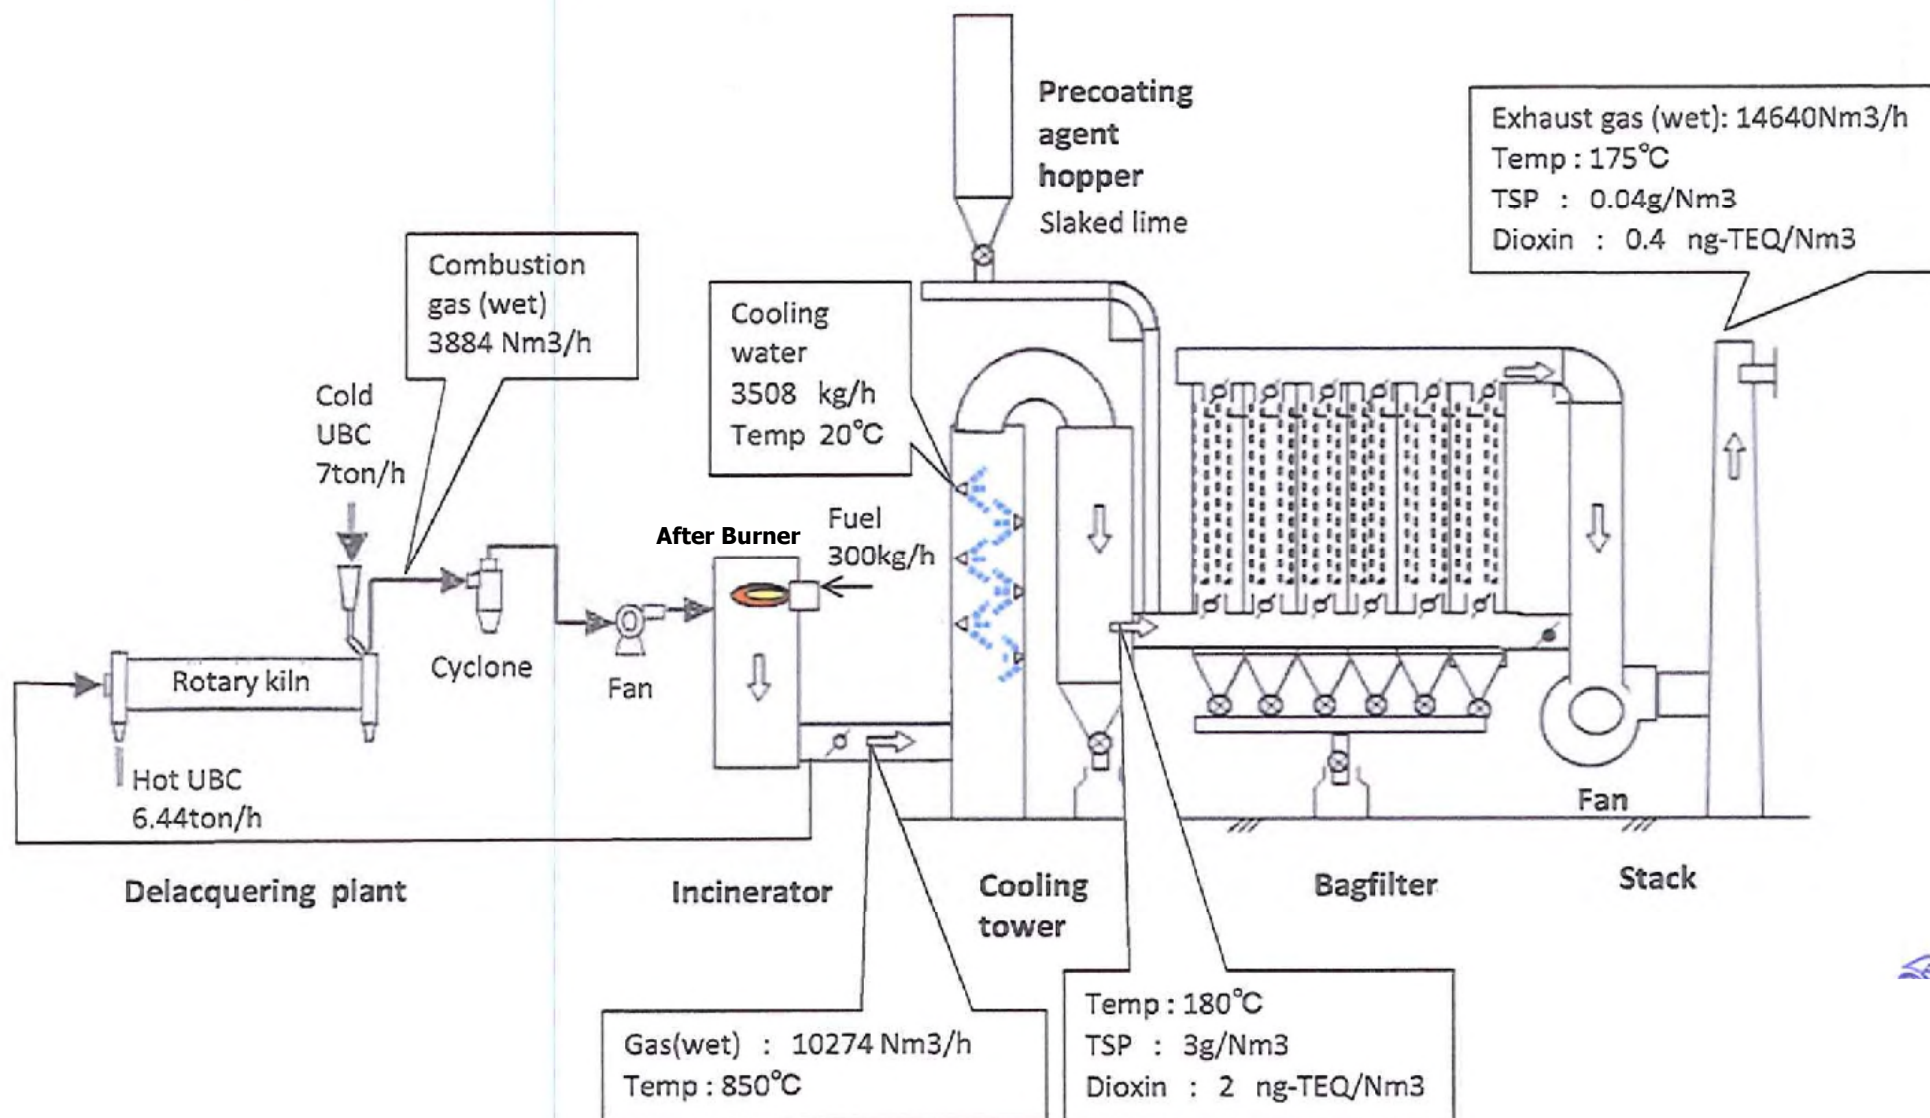 Precoating
agent
hopper
Slaked lime
Exhaust gas (wet): 14640Nm3/h
Temp : 175°C
TSP : 0.04g/Nm3
Dioxin : 0.4 ng-TEQ/Nm3
Combustion
gas (wet)
3884 Nm3/h
Cooling
water
3508 kg/h
Temp 20°C
Cold
UBC
7ton/h
After Burner
Fuel
300kg/h
Rotary kiln
Cyclone
Fan
Hot UBC
6.44ton/h
Fan
Delacquering plant
Incinerator
Cooling
tower
Bagfilter
Stack
Gas(wet) : 10274 Nm3/h
Temp : 850°C
Temp : 180°C
TSP : 3g/Nm3
Dioxin : 2 ng-TEQ/Nm3